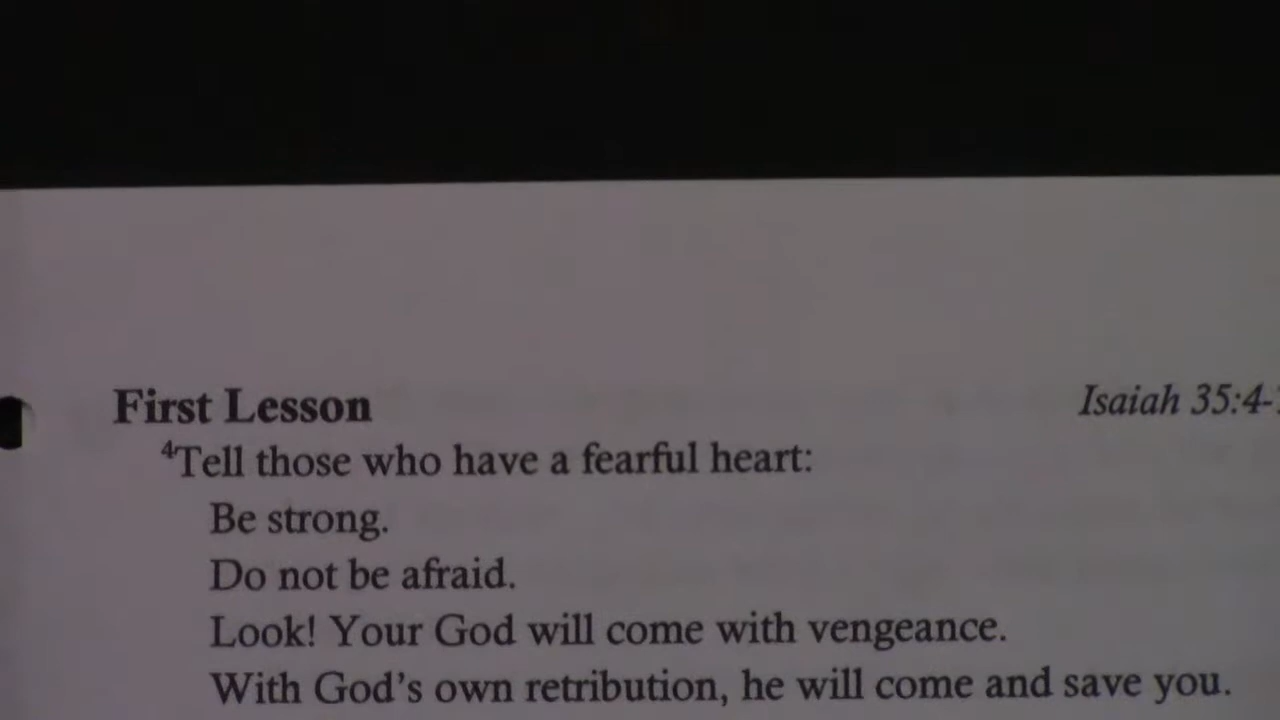 First Lesson Isaiah 35:4-
⁴Tell those who have a fearful heart:
Be strong.
Do not be afraid.
Look! Your God will come with vengeance.
With God’s own retribution, he will come and save you.